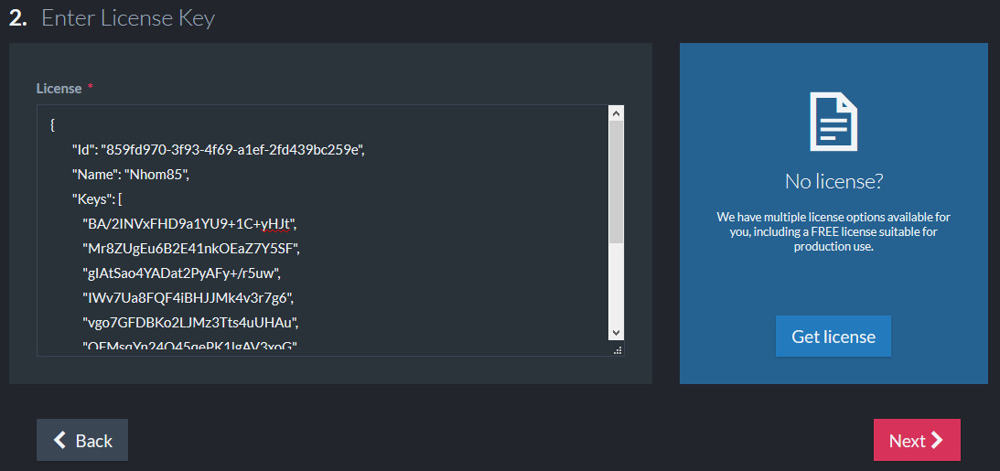 2. Enter License Key
License *
{
"Id": "859fd970-3f93-4f69-a1ef-2fd439bc259e",
"Name": "Nhom85",
"Keys": [
"BA/2INVxFHD9a1YU9+1C+yHJt",
"Mr8ZUgEu6B2E41nkOEaZ7Y5SF",
"gIAtSao4YADat2PyAFy+/r5uw",
"IWv7Ua8FQF4iBHJJMk4v3r7g6",
"vgo7GFDBKo2LJMz3Tts4uUHAu",
No license?
We have multiple license options available for
you, including a FREE license suitable for
production use.
Get license
Back
Next